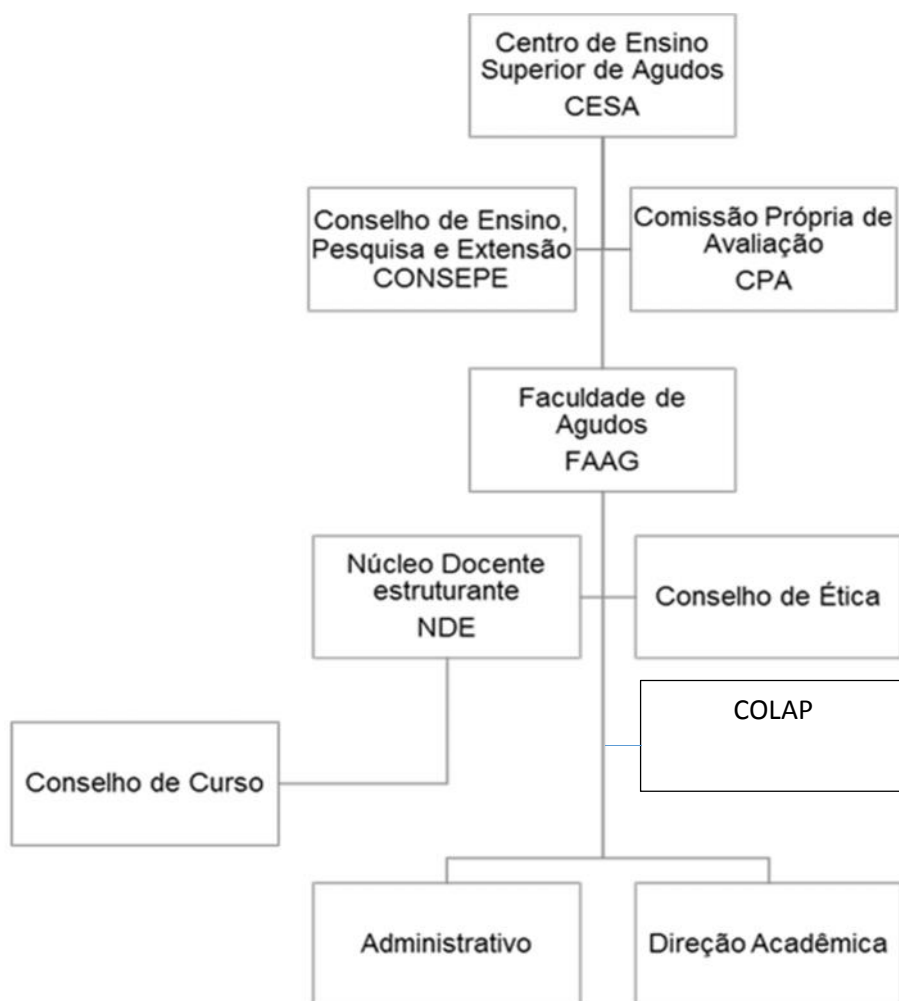 Centro de Ensino
Superior de Agudos
CESA
Conselho de Ensino,
Pesquisa e Extensão
CONSEPE
Comissão Própria de
Avaliação
CPA
Faculdade de
Agudos
FAAG
Núcleo Docente
estruturante
NDE
Conselho de Ética
COLAP
Conselho de Curso
Administrativo
Direção Acadêmica